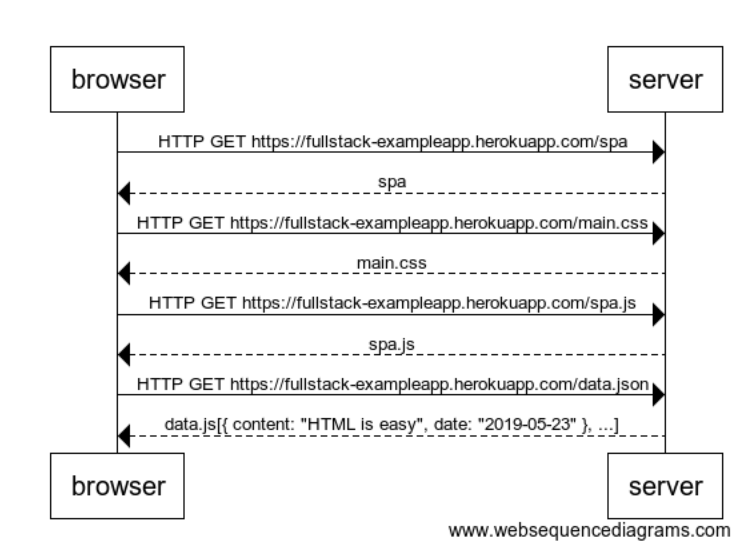 browser
server
HTTP GET https://fullstack-exampleapp.herokuapp.com/spa
spa
HTTP GET https://fullstack-exampleapp.herokuapp.com/main.css
main.css
HTTP GET https://fullstack-exampleapp.herokuapp.com/spa.js
spa.js
HTTP GET https://fullstack-exampleapp.herokuapp.com/data.json
data.js[{ content: "HTML is easy", date: "2019-05-23" }, ...]
browser
server
www.websequencediagrams.com